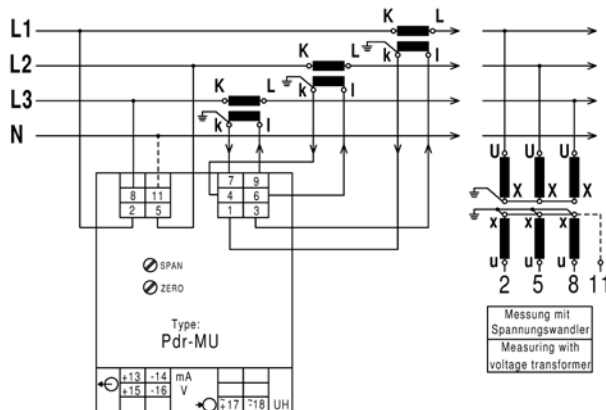 L1
K
L
k
l
L2
K
L
k
l
L3
K
L
k
l
N
U
U
U
X
X
X
x
x
x
u
u
u
2
5
8
11
8
11
2
5
7
9
4
6
1
3
SPAN
ZERO
Type:
Pdr-MU
+13
-14
mA
+15
-16
V
~17
~18
UH
Messung mit
Spannungswandler
Measuring with
voltage transformer